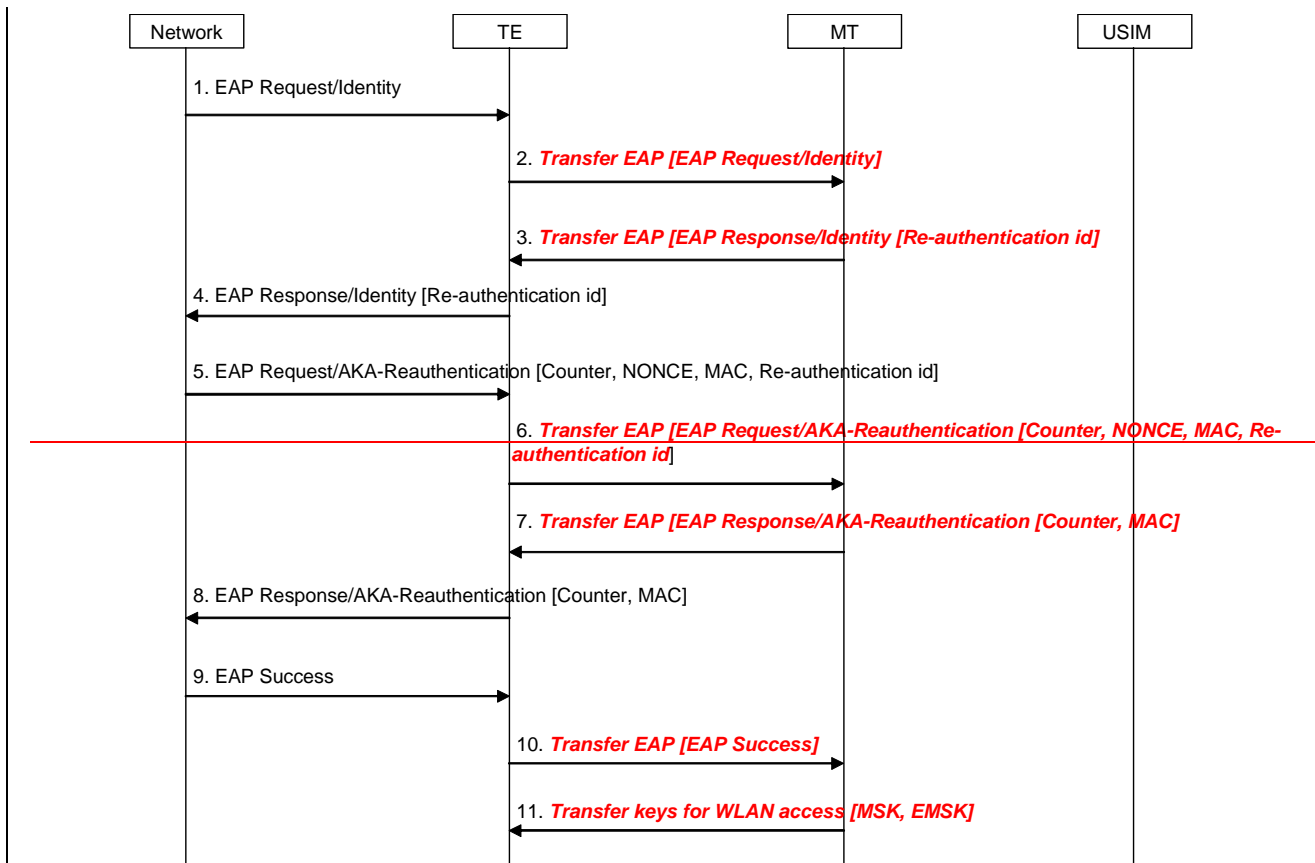 Network TE MT USIM
1. EAP Request/Identity
2. Transfer EAP [EAP Request/Identity]
3. Transfer EAP [EAP Response/Identity [Re-authentication id]
4. EAP Response/Identity [Re-authentication id]
5. EAP Request/AKA-Reauthentication [Counter, NONCE, MAC, Re-authentication id]
6. Transfer EAP [EAP Request/AKA-Reauthentication [Counter, NONCE, MAC, Re-
authentication id]
7. Transfer EAP [EAP Response/AKA-Reauthentication [Counter, MAC]
8. EAP Response/AKA-Reauthentication [Counter, MAC]
9. EAP Success
10. Transfer EAP [EAP Success]
11. Transfer keys for WLAN access [MSK, EMSK]